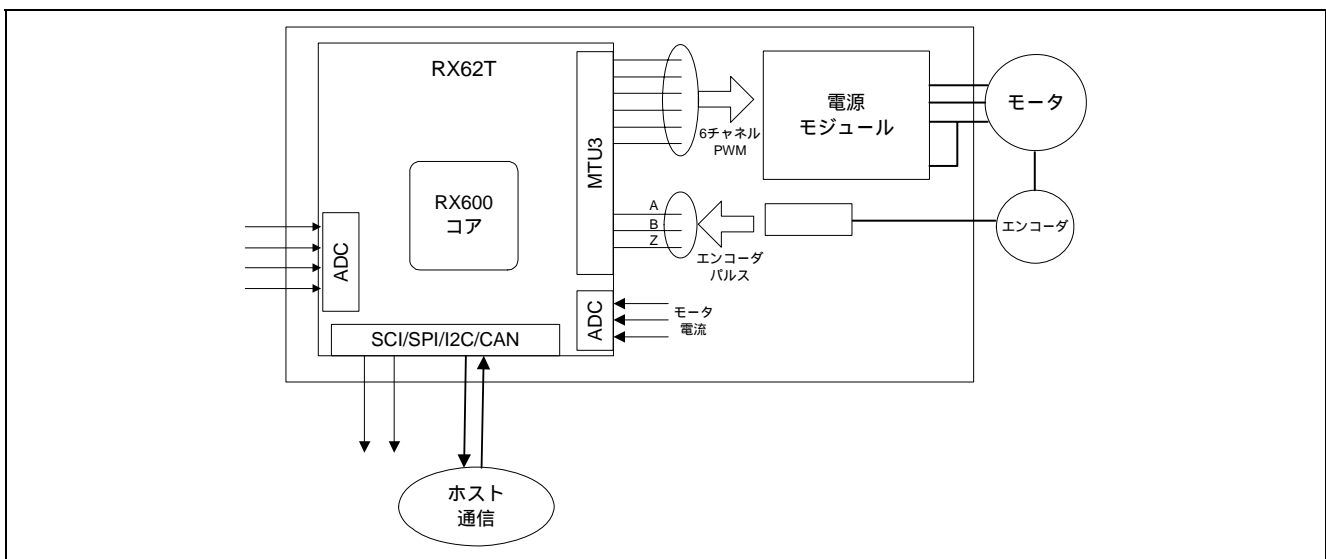 RX62T
MTU3
6チャネル
PWM
電源
モジュール
モータ
RX600
コア
A
B
Z
エンコーダ
パルス
エンコーダ
ADC
ADC
モータ
電流
SCI/SPI/I2C/CAN
ホスト
通信